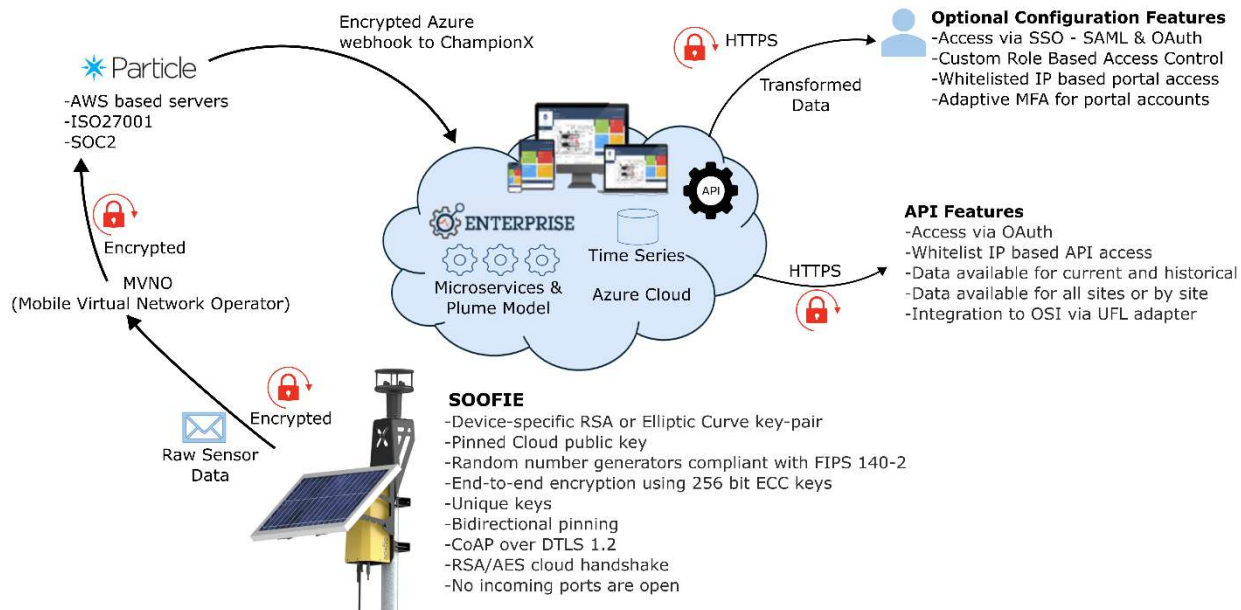 Encrypted Azure
webhook to ChampionX
Particle
-AWS based servers
-ISO27001
-SOC2
Encrypted
MVNO
(Mobile Virtual Network Operator)
Encrypted
Raw Sensor
Data
ENTERPRISE
Microservices &
Plume Model
Time Series
Azure Cloud
API
HTTPS
Transformed
Data
Optional Configuration Features
-Access via SSO - SAML & OAuth
-Custom Role Based Access Control
-Whitelisted IP based portal access
-Adaptive MFA for portal accounts
HTTPS
API Features
-Access via OAuth
-Whitelist IP based API access
-Data available for current and historical
-Data available for all sites or by site
-Integration to OSI via UFL adapter
SOOFIE
-Device-specific RSA or Elliptic Curve key-pair
-Pinned Cloud public key
-Random number generators compliant with FIPS 140-2
-End-to-end encryption using 256 bit ECC keys
-Unique keys
-Bidirectional pinning
-CoAP over DTLS 1.2
-RSA/AES cloud handshake
-No incoming ports are open